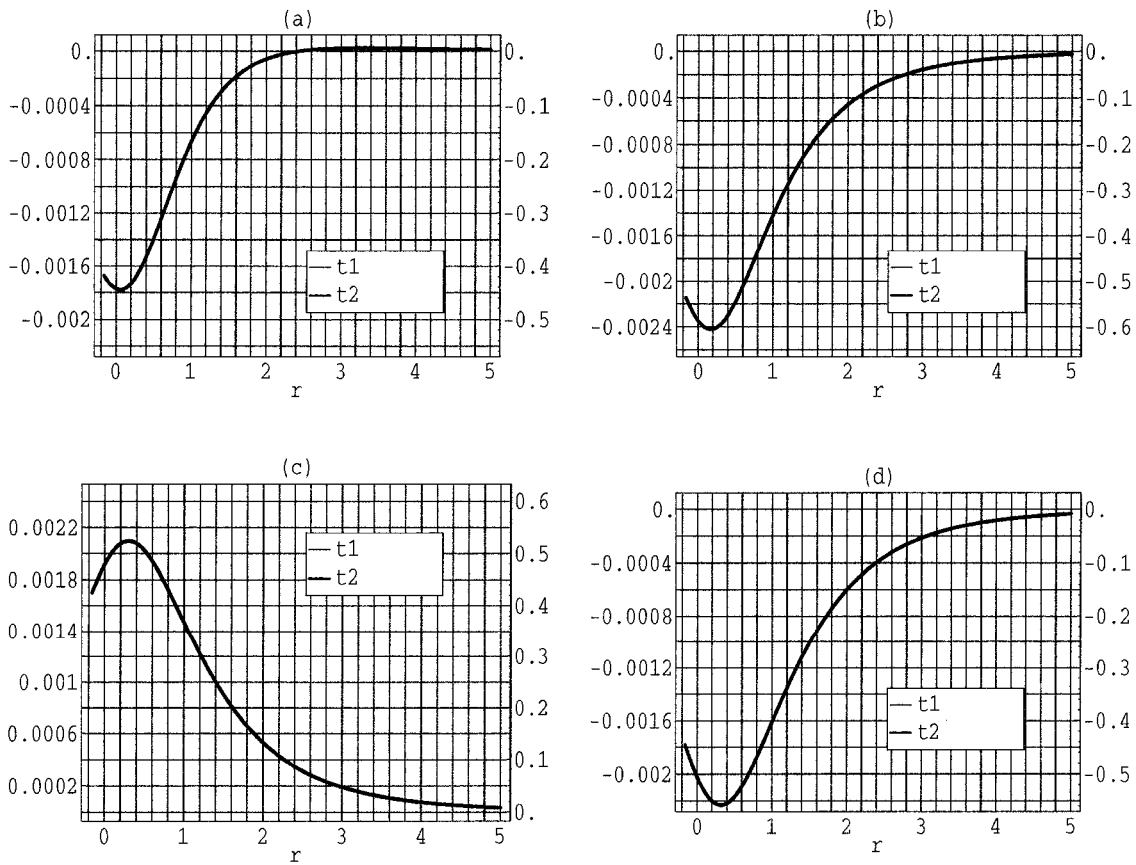 (a)
0. 0.
-0.0004 -0.1
-0.0008 -0.2
-0.0012 -0.3
-0.0016 -0.4
-0.002 -0.5
t1
t2
0 1 2 3 4 5
r
(b)
0. 0.
-0.0004 -0.1
-0.0008 -0.2
-0.0012 -0.3
-0.0016 -0.4
-0.002 -0.5
-0.0024 -0.6
t1
t2
0 1 2 3 4 5
r
(c)
0.6
0.0022 0.5
0.0018 0.4
0.0014 0.3
0.001 0.2
0.0006 0.1
0.0002 0.
t1
t2
0 1 2 3 4 5
r
(d)
0. 0.
-0.0004 -0.1
-0.0008 -0.2
-0.0012 -0.3
-0.0016 -0.4
-0.002 -0.5
t1
t2
0 1 2 3 4 5
r